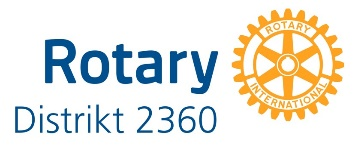 Rotary
Distrikt 2360
ROTARY
INTERNATIONAL